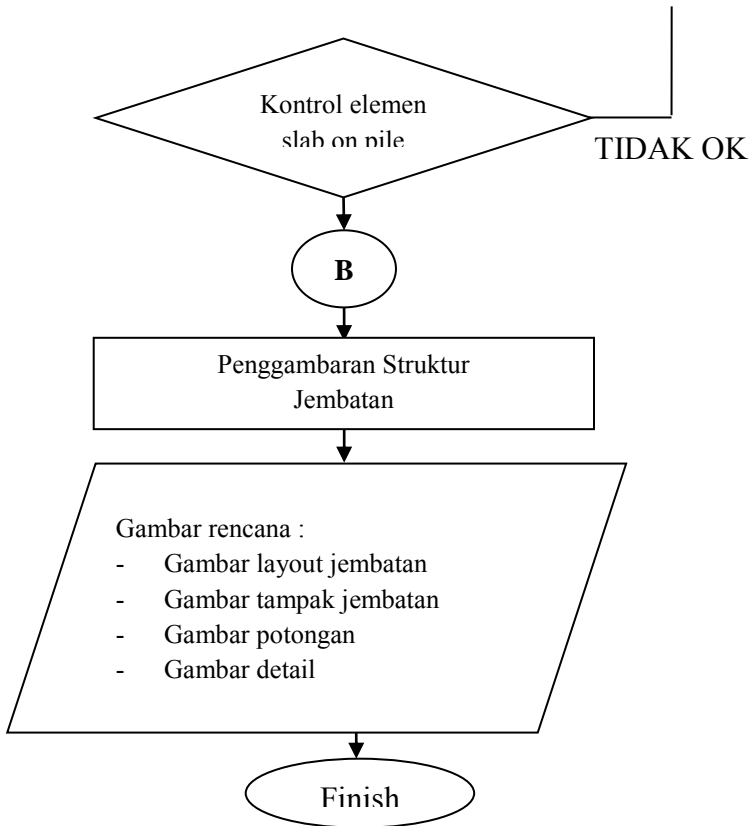 Kontrol elemen
slab on pile
TIDAK OK
B
Penggambaran Struktur
Jembatan
Gambar rencana :
- Gambar layout jembatan
- Gambar tampak jembatan
- Gambar potongan
- Gambar detail
Finish